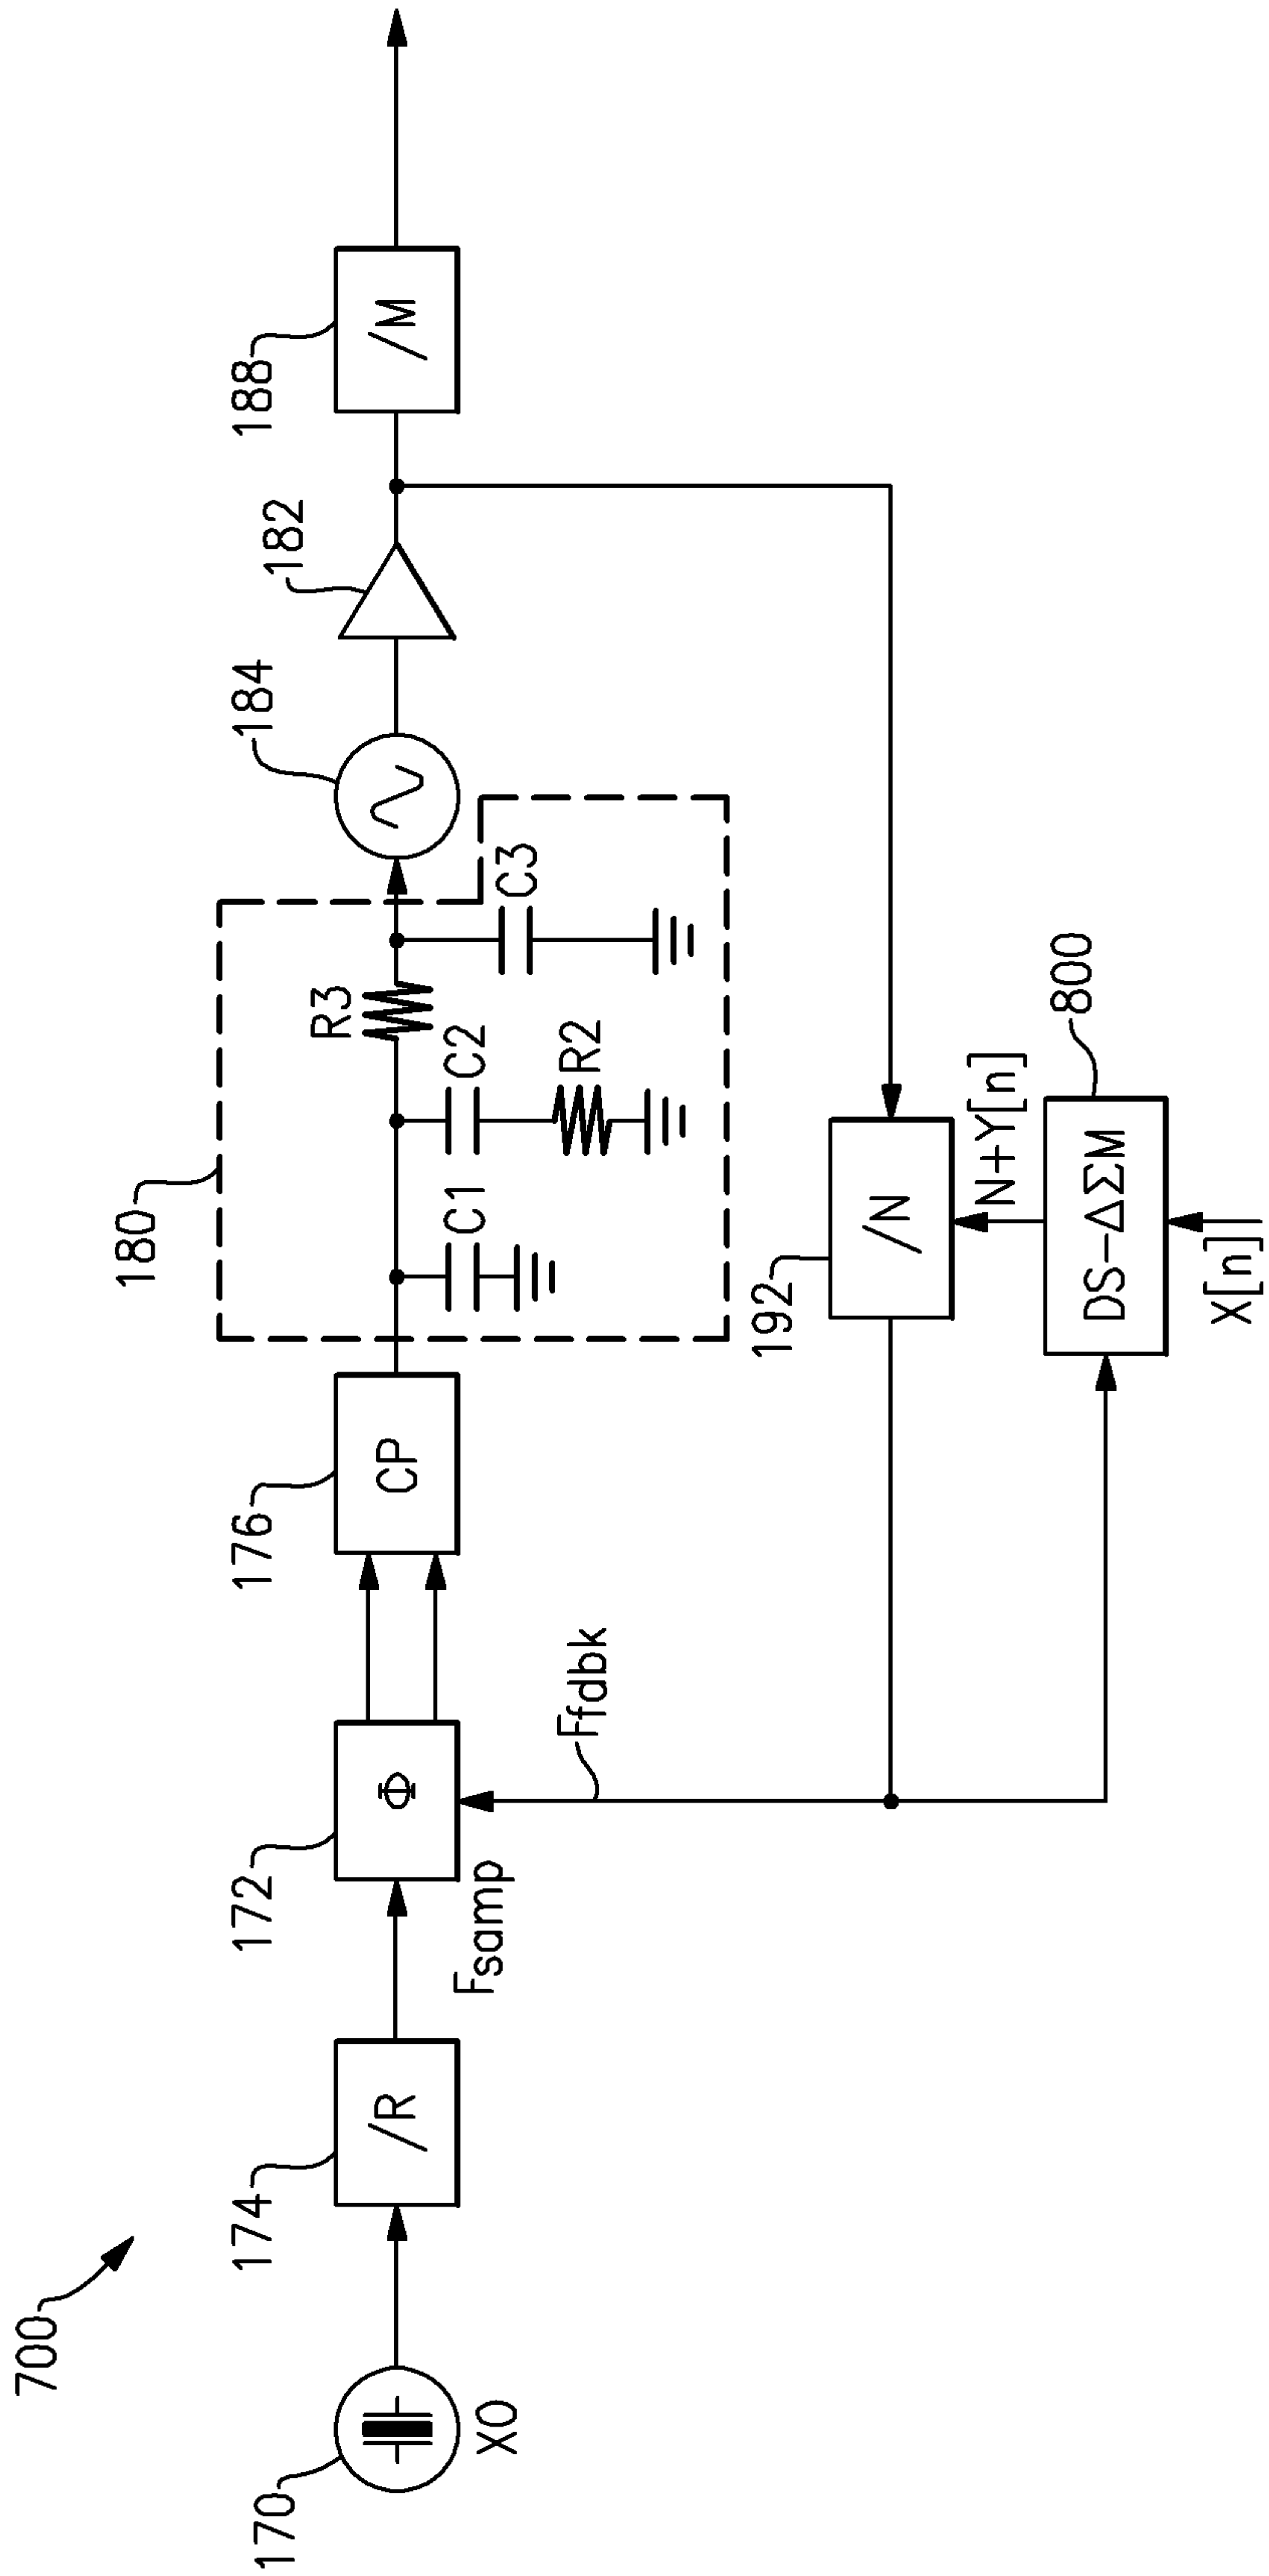 700
170
XO
174
/R
Fsamp
172
Φ
Ffdbk
176
CP
180
C1
C2
R2
R3
C3
184
182
188
/M
192
/N
N+Y[n]
800
DS-ΔΣM
X[n]